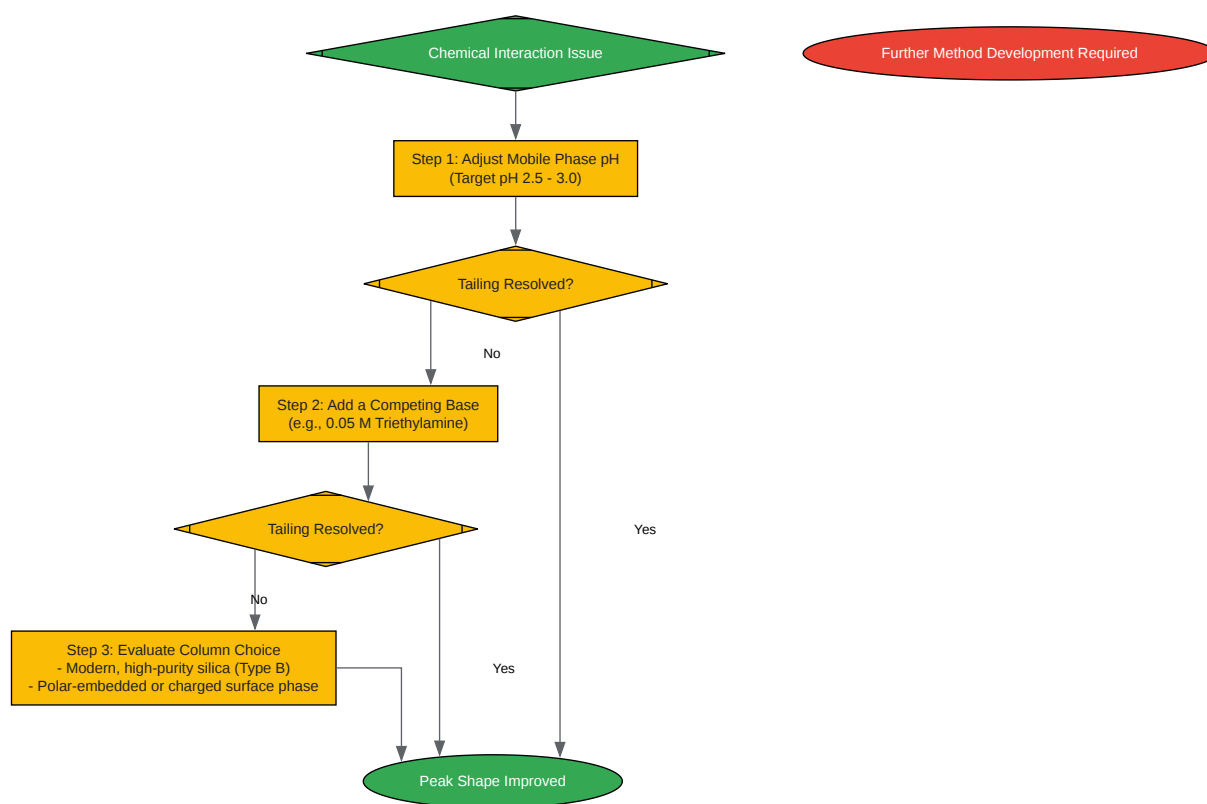 Chemical Interaction Issue
Further Method Development Required
Step 1: Adjust Mobile Phase pH
(Target pH 2.5 - 3.0)
Tailing Resolved?
No
Step 2: Add a Competing Base
(e.g., 0.05 M Triethylamine)
Tailing Resolved?
Yes
No
Step 3: Evaluate Column Choice
- Modern, high-purity silica (Type B)
- Polar-embedded or charged surface phase
Yes
Peak Shape Improved